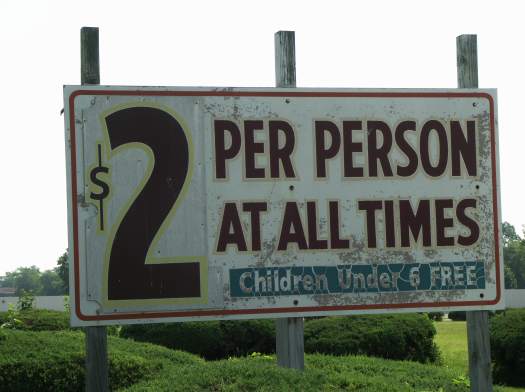 $2 PER PERSON
AT ALL TIMES
Children Under 6 FREE